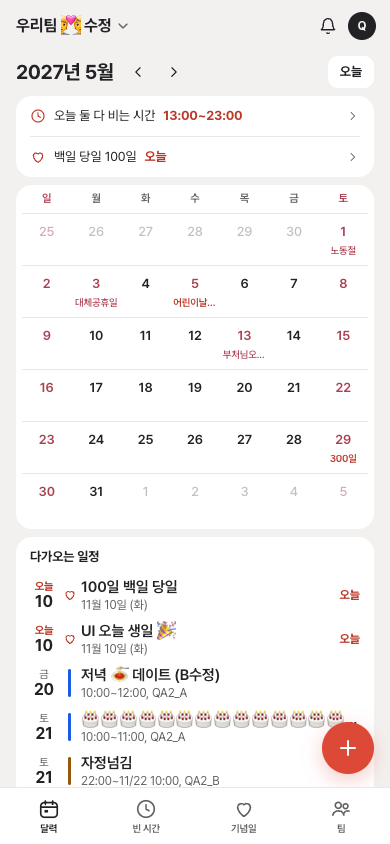 우리팀👩‍❤️‍👨수정
Q
2027년 5월
오늘
오늘 둘 다 비는 시간 13:00~23:00
백일 당일 100일 오늘
일 월 화 수 목 금 토
25 26 27 28 29 30 1
노동절
2 3 4 5 6 7 8
대체공휴일 어린이날...
9 10 11 12 13 14 15
부처님오...
16 17 18 19 20 21 22
23 24 25 26 27 28 29
300일
30 31 1 2 3 4 5
다가오는 일정
오늘 100일 백일 당일 오늘
10 11월 10일 (화)
오늘 UI 오늘 생일🎉 오늘
10 11월 10일 (화)
금 저녁 🍝 데이트 (B수정)
20 10:00~12:00, QA2_A
토 🎂🎂🎂🎂🎂🎂🎂🎂🎂🎂🎂🎂🎂...
21 10:00~11:00, QA2_A
토 자정넘김
21 22:00~11/22 10:00, QA2_B
달력 빈 시간 기념일 팀